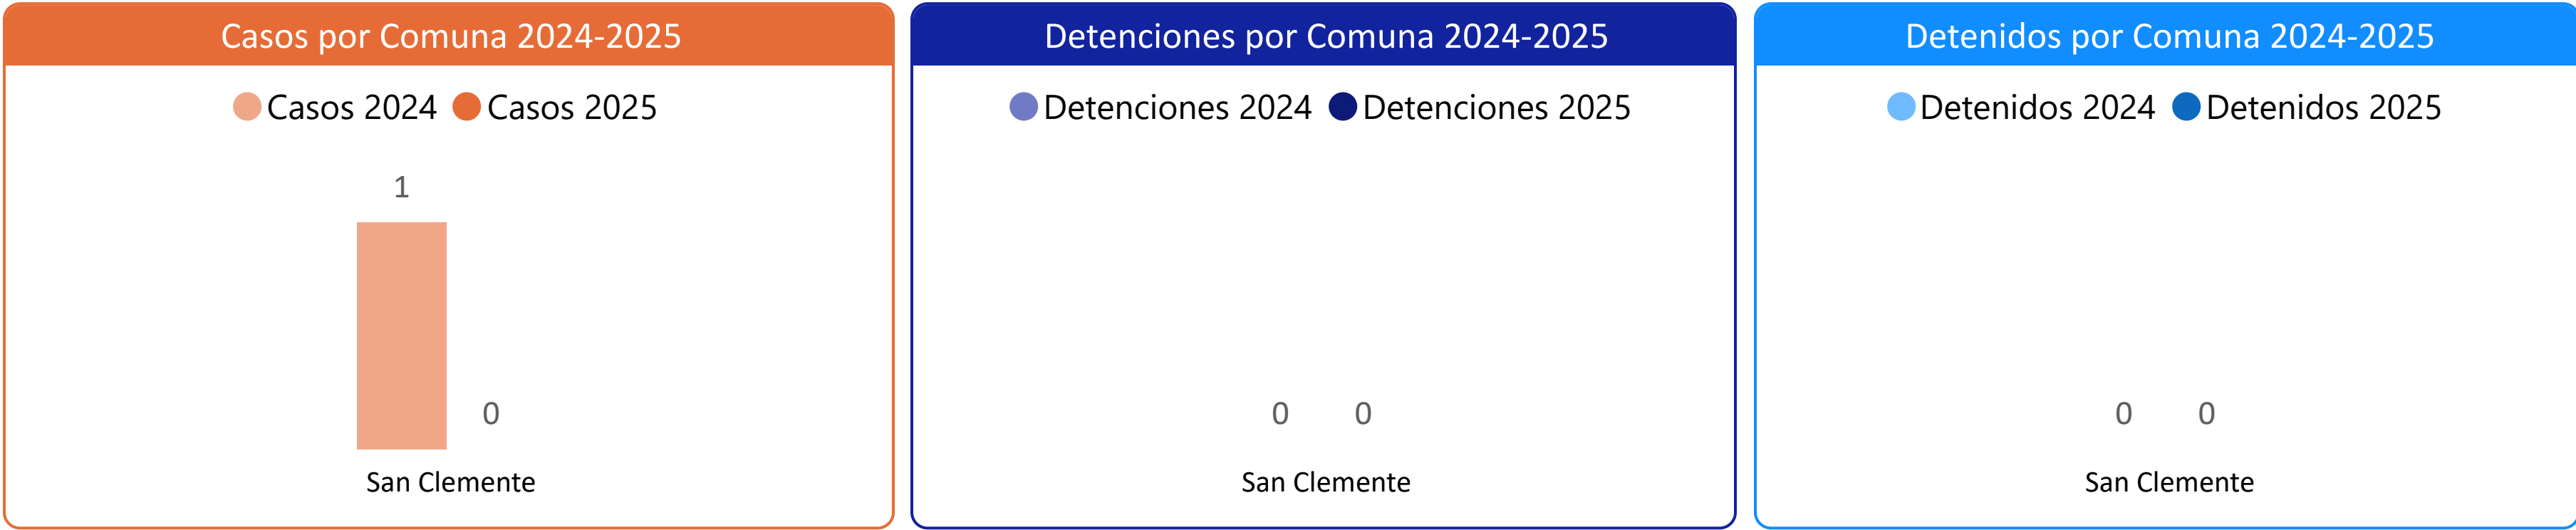 Casos por Comuna 2024-2025
Casos 2024 Casos 2025
1
0
San Clemente
Detenciones por Comuna 2024-2025
Detenciones 2024 Detenciones 2025
0 0
San Clemente
Detenidos por Comuna 2024-2025
Detenidos 2024 Detenidos 2025
0 0
San Clemente